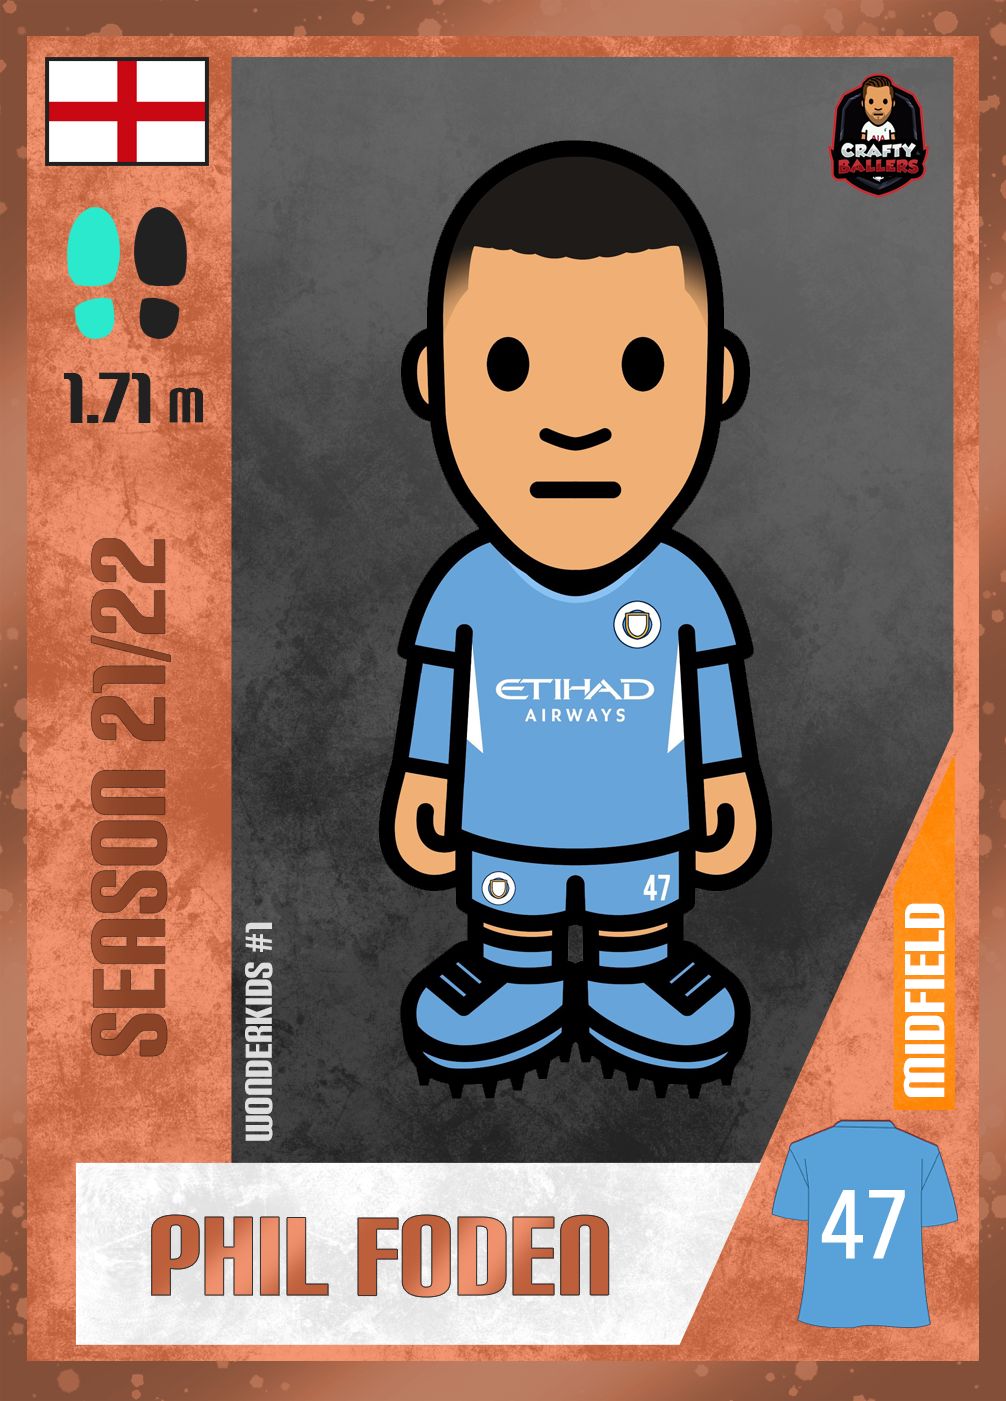 CRAFTY
BALLERS
1.71 m
SEASON 21/22
ETIHAD
AIRWAYS
47
WONDERKIDS #1
MIDFIELD
PHIL FODEN
47